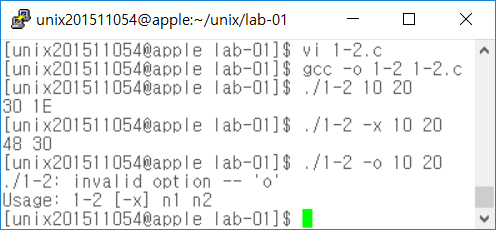 unix201511054@apple:~/unix/lab-01
[unix201511054@apple lab-01]$ vi 1-2.c
[unix201511054@apple lab-01]$ gcc -o 1-2 1-2.c
[unix201511054@apple lab-01]$ ./1-2 10 20
30 1E
[unix201511054@apple lab-01]$ ./1-2 -x 10 20
48 30
[unix201511054@apple lab-01]$ ./1-2 -o 10 20
./1-2: invalid option -- 'o'
Usage: 1-2 [-x] n1 n2
[unix201511054@apple lab-01]$